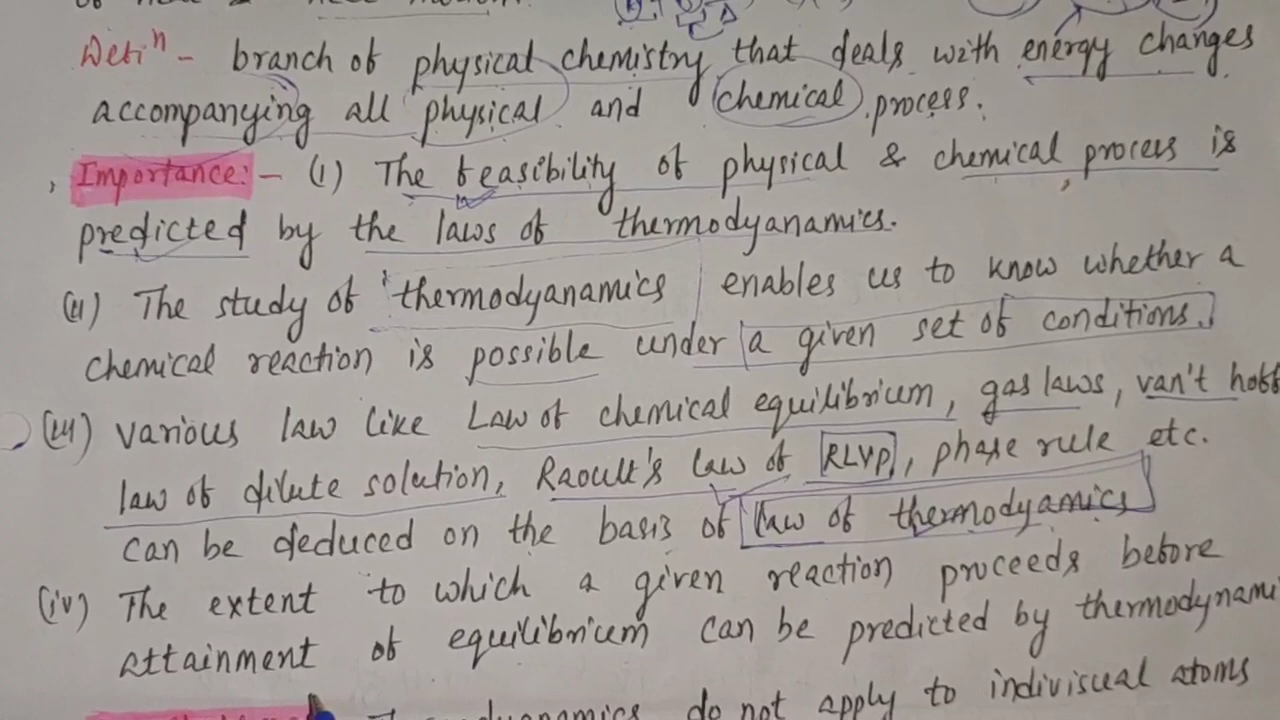 Defiⁿ - branch of physical chemistry that deals with energy changes
accompanying all physical and chemical process.
Importance:- (i) The feasibility of physical & chemical process is
predicted by the laws of thermodyanamics.
(ii) The study of thermodyanamics enables us to know whether a
chemical reaction is possible under a given set of conditions.
(iii) various law like Law of chemical equilibrium, gas laws, van't hoff
law of dilute solution, Raoult's law of RLVP, phase rule etc.
can be deduced on the basis of law of thermodyamics
(iv) The extent to which a given reaction proceeds before
attainment of equilibrium can be predicted by thermodynami
do not apply to indivisual atoms